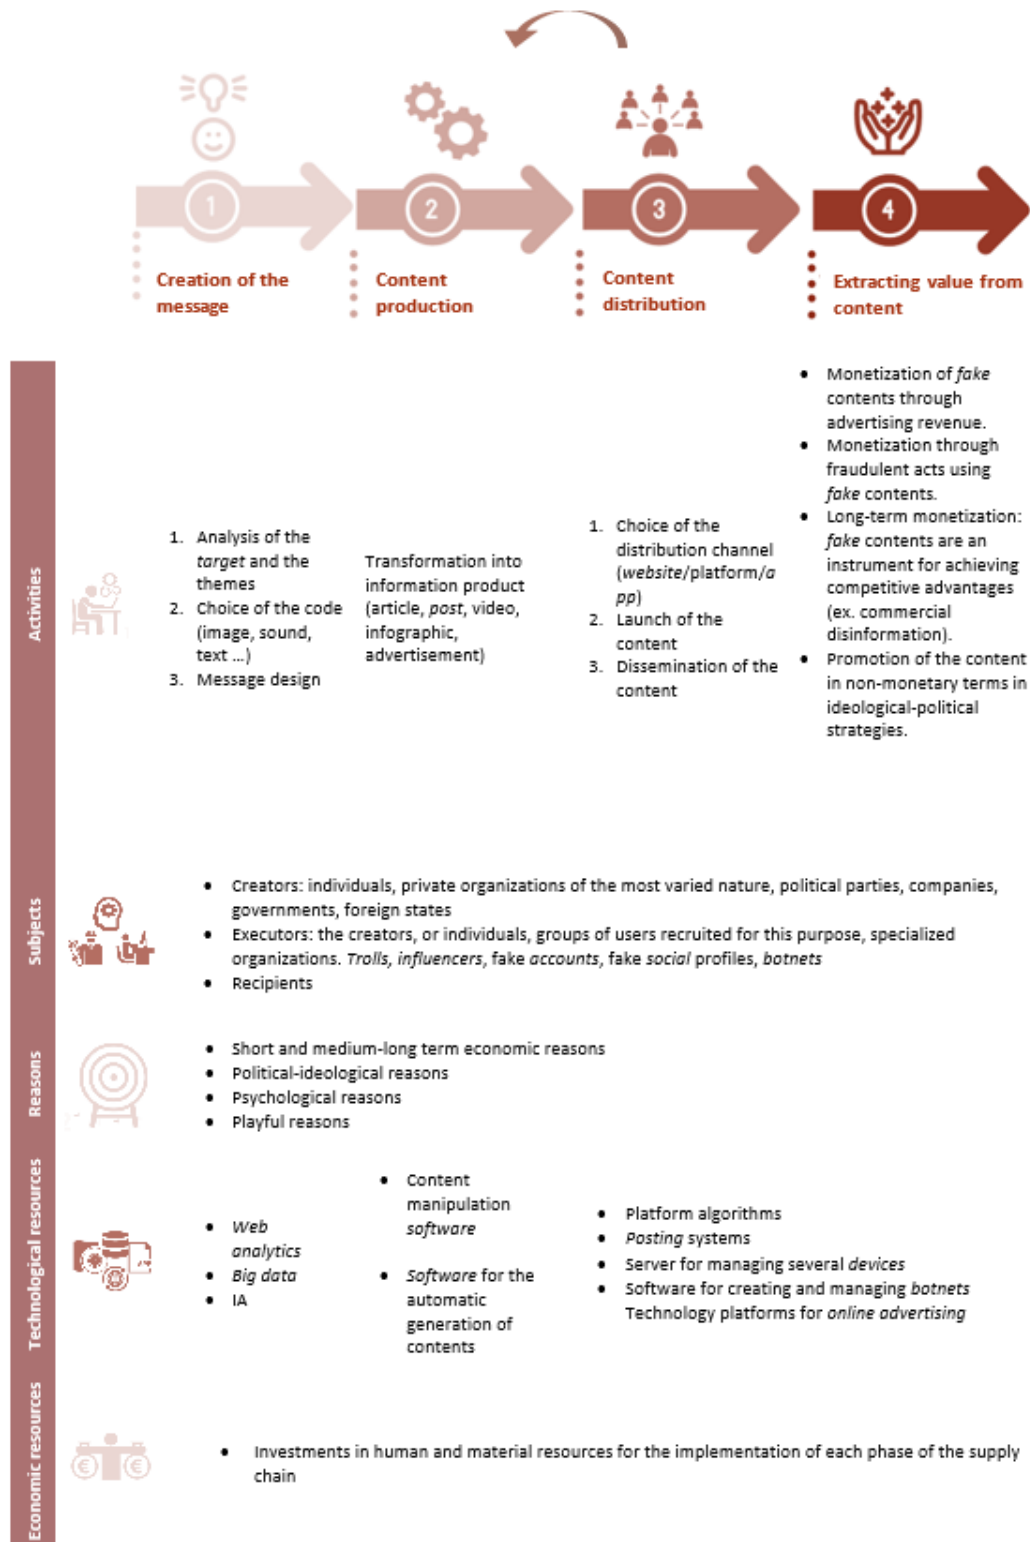 1
2
3
4
Creation of the
message
Content
production
Content
distribution
Extracting value from
content
Activities
1. Analysis of the
target and the
themes
2. Choice of the code
(image, sound,
text ...)
3. Message design
Transformation into
information product
(article, post, video,
infographic,
advertisement)
1. Choice of the
distribution channel
(website/platform/a
pp)
2. Launch of the
content
3. Dissemination of the
content
• Monetization of fake
contents through
advertising revenue.
• Monetization through
fraudulent acts using
fake contents.
• Long-term monetization:
fake contents are an
instrument for achieving
competitive advantages
(ex. commercial
disinformation).
• Promotion of the content
in non-monetary terms in
ideological-political
strategies.
Subjects
• Creators: individuals, private organizations of the most varied nature, political parties, companies,
governments, foreign states
• Executors: the creators, or individuals, groups of users recruited for this purpose, specialized
organizations. Trolls, influencers, fake accounts, fake social profiles, botnets
• Recipients
Reasons
• Short and medium-long term economic reasons
• Political-ideological reasons
• Psychological reasons
• Playful reasons
Technological resources
• Web
analytics
• Big data
• IA
• Content
manipulation
software
• Software for the
automatic
generation of
contents
• Platform algorithms
• Posting systems
• Server for managing several devices
• Software for creating and managing botnets
Technology platforms for online advertising
Economic resources
€ €
• Investments in human and material resources for the implementation of each phase of the supply
chain